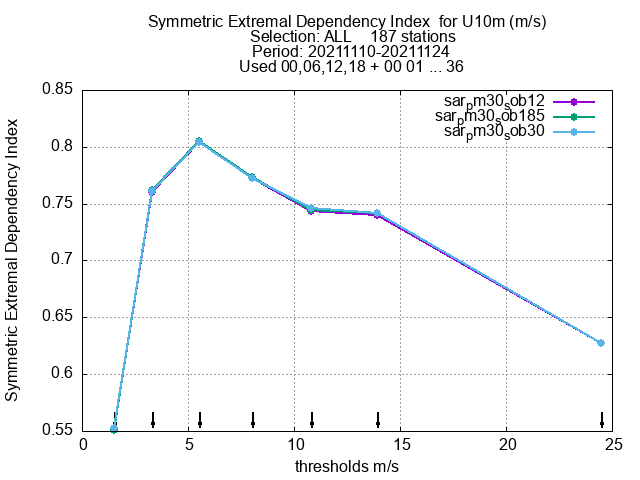 Symmetric Extremal Dependency Index  for U10m (m/s)
Selection: ALL    187 stations
Period: 20211110-20211124
Used 00,06,12,18 + 00 01 ... 36
sar_pm30_sob12
sar_pm30_sob185
sar_pm30_sob30
Symmetric Extremal Dependency Index
0.85
0.8
0.75
0.7
0.65
0.6
0.55
0 5 10 15 20 25
thresholds m/s